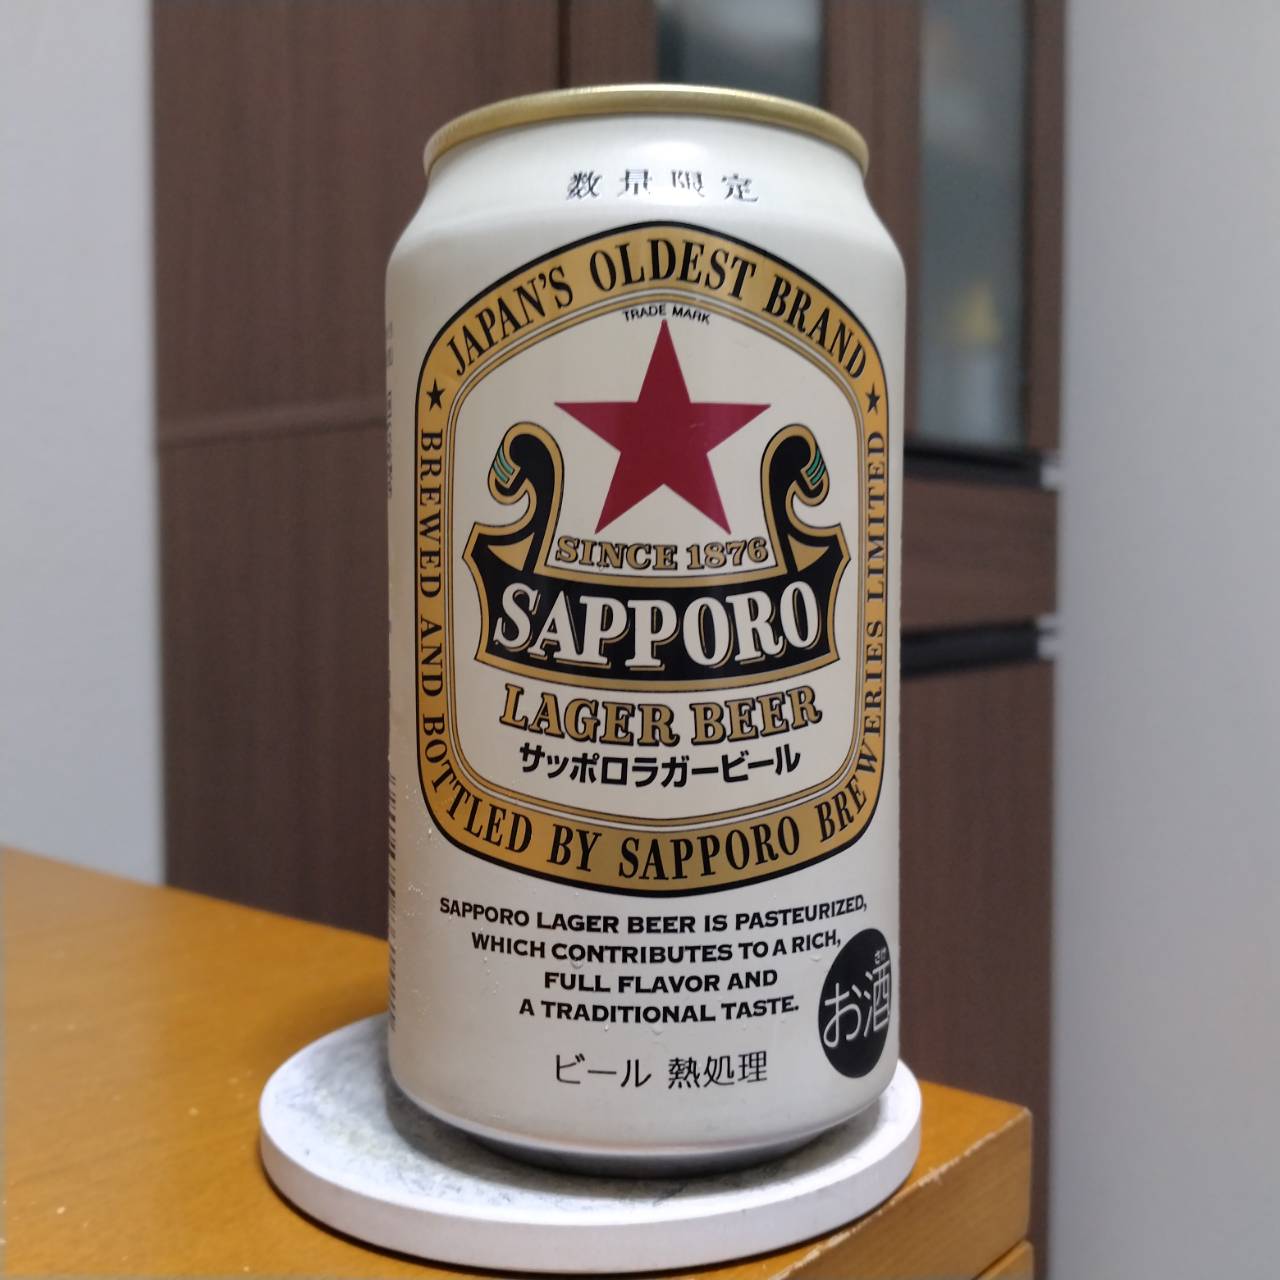 数量限定
JAPAN'S OLDEST BRAND
TRADE MARK
SINCE 1876
SAPPORO
LAGER BEER
サッポロラガービール
★ BREWED AND BOTTLED BY SAPPORO BREWERIES LIMITED ★
SAPPORO LAGER BEER IS PASTEURIZED,
WHICH CONTRIBUTES TO A RICH,
FULL FLAVOR AND
A TRADITIONAL TASTE.
さけ
お酒
ビール 熱処理